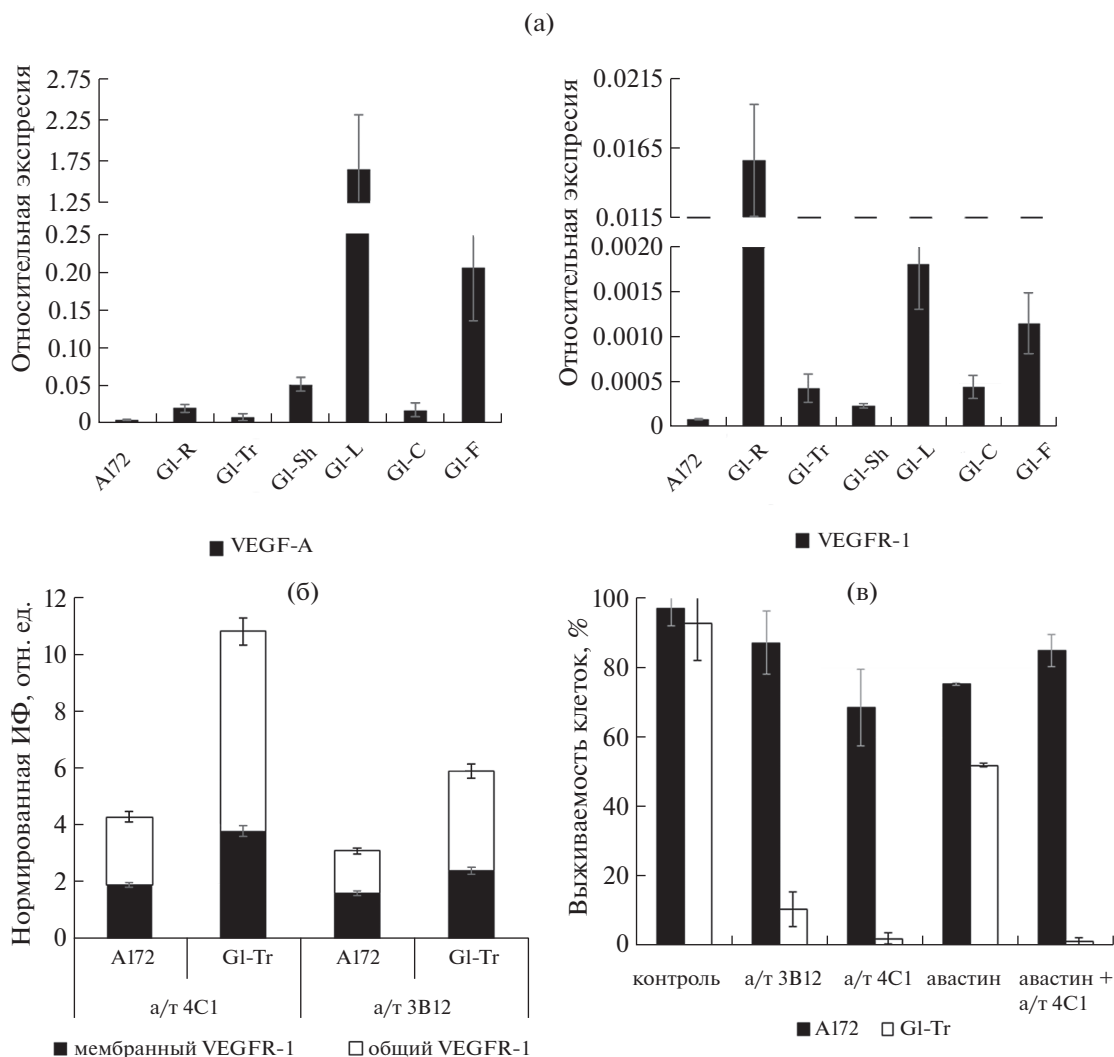 (а)
Относительная экспресия
2.75
2.25
1.75
1.25
0.25
0.20
0.15
0.10
0.05
0
A172
Gl-R
Gl-Tr
Gl-Sh
Gl-L
Gl-C
Gl-F
VEGF-A
Относительная экспресия
0.0215
0.0165
0.0115
0.0020
0.0015
0.0010
0.0005
0
A172
Gl-R
Gl-Tr
Gl-Sh
Gl-L
Gl-C
Gl-F
VEGFR-1
(б)
Нормированная ИФ, отн. ед.
12
10
8
6
4
2
0
A172
Gl-Tr
A172
Gl-Tr
а/т 4C1
а/т 3B12
мембранный VEGFR-1
общий VEGFR-1
(в)
Выживаемость клеток, %
100
80
60
40
20
0
контроль
а/т 3B12
а/т 4C1
авастин
авастин +
а/т 4C1
A172
Gl-Tr